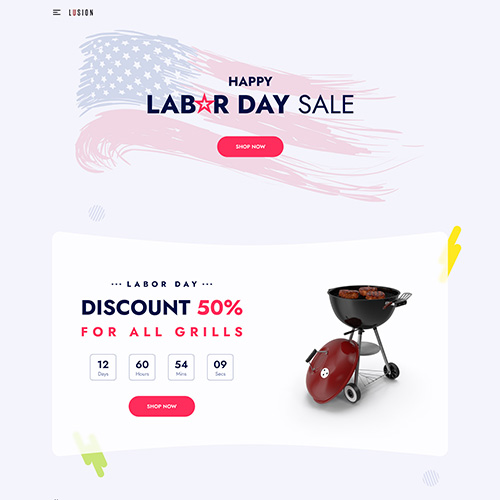 LUSION
HAPPY
LABOR DAY SALE
SHOP NOW
LABOR DAY
DISCOUNT 50%
FOR ALL GRILLS
12 60 54 09
Days Hours Mins Secs
SHOP NOW